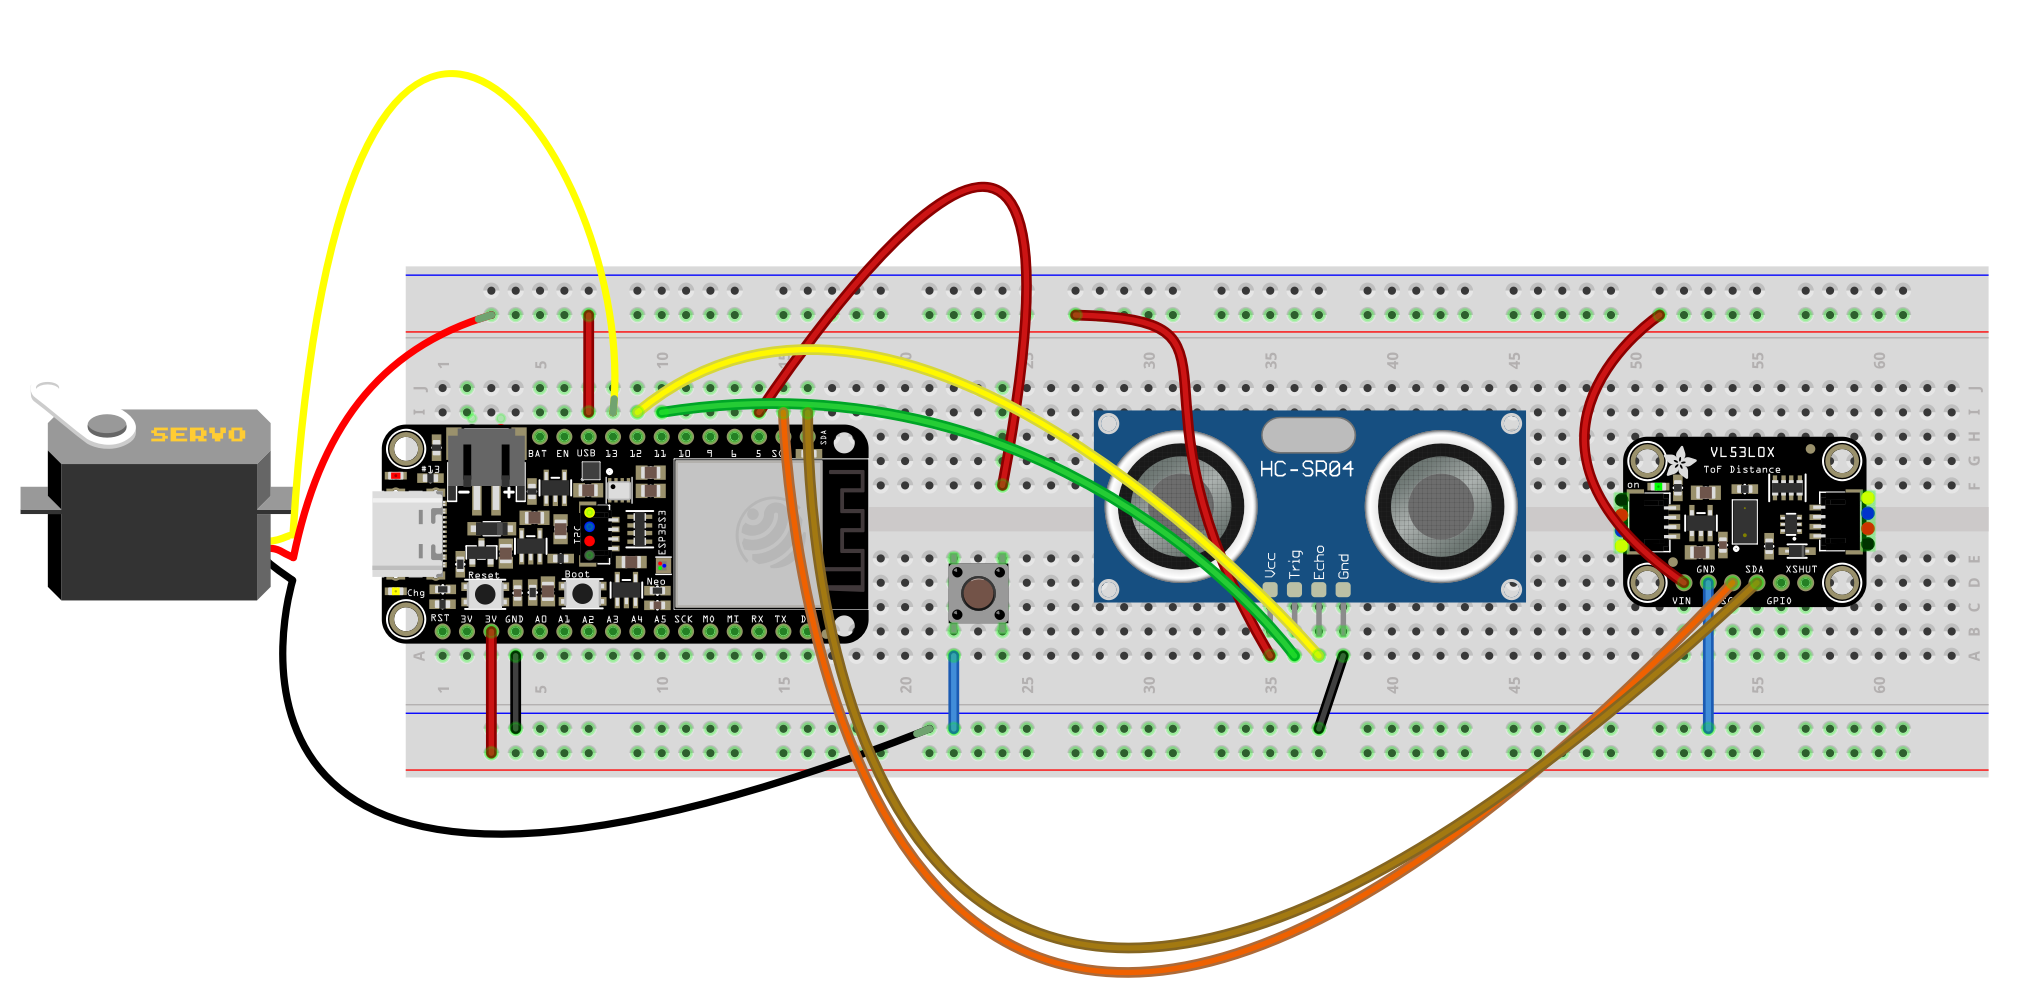 1 5 10 15 20 25 30 35 40 45 50 55 60
J J
I I
H
G
F
SERVO
BAT EN USB 13 12 11 10 9 6 5 SC SDA
#13
I2C
ESP32S3
Reset
Boot
Neo
Chg
RST 3V 3V GND A0 A1 A2 A3 A4 A5 SCK MO MI RX TX D
HC-SR04
Vcc Trig Echo Gnd
VL53L0X
ToF Distance
on
GND SDA XSHUT
VIN SC GPIO
E
D
C
B
A A
1 5 10 15 20 25 30 35 40 45 55 60